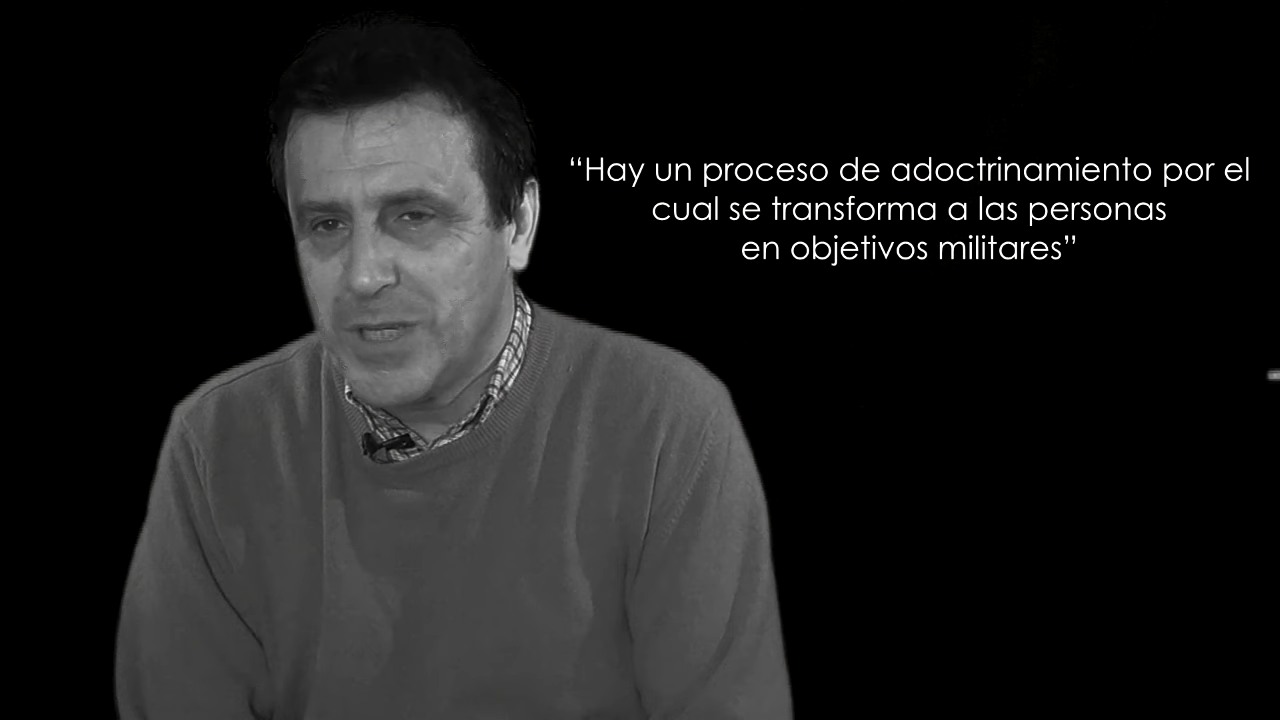 “Hay un proceso de adoctrinamiento por el
cual se transforma a las personas
en objetivos militares”